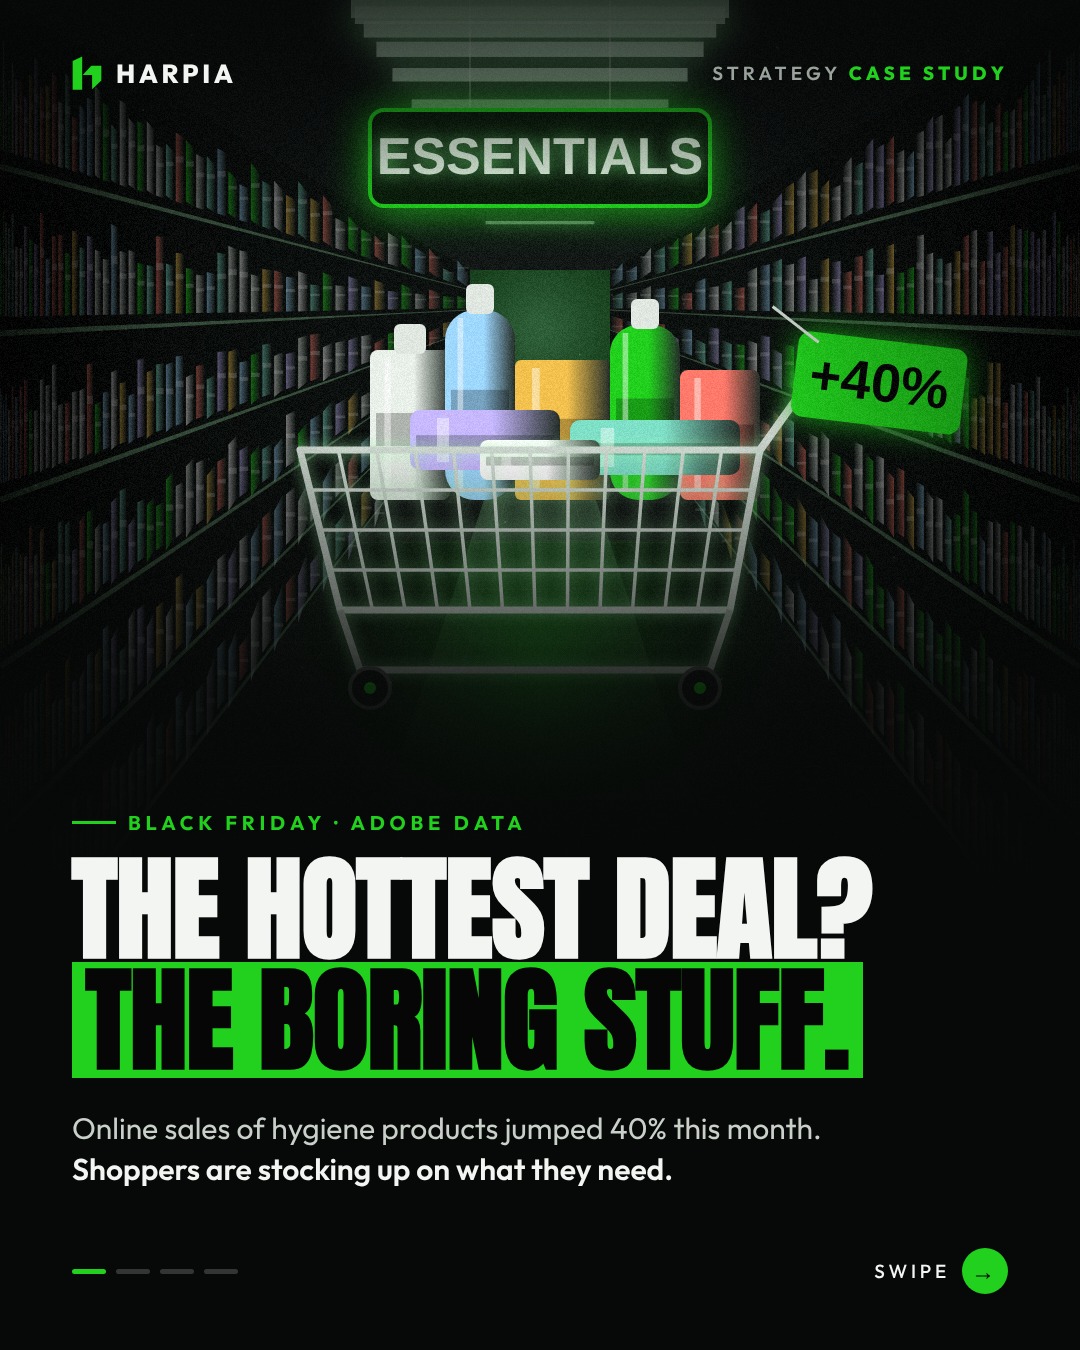 HARPIA
STRATEGY CASE STUDY
ESSENTIALS
+40%
BLACK FRIDAY · ADOBE DATA
THE HOTTEST DEAL?
THE BORING STUFF.
Online sales of hygiene products jumped 40% this month.
Shoppers are stocking up on what they need.
SWIPE →